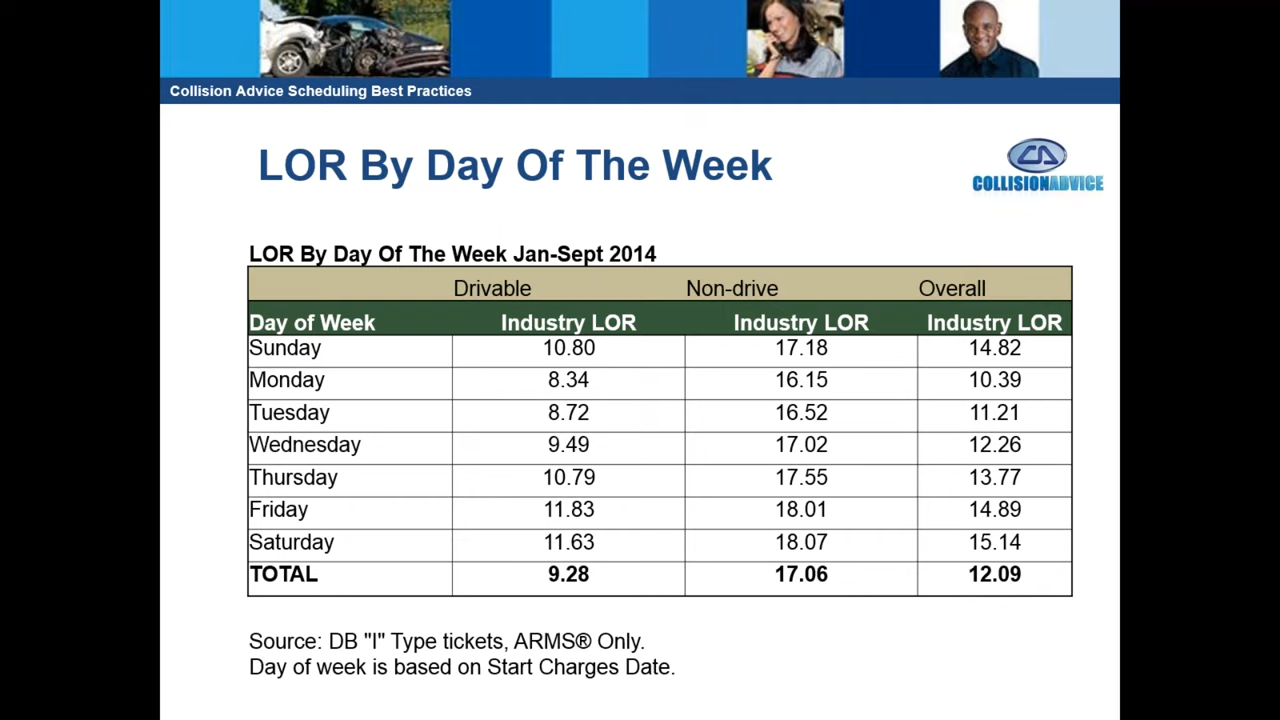 Collision Advice Scheduling Best Practices
LOR By Day Of The Week
CA
COLLISIONADVICE
LOR By Day Of The Week Jan-Sept 2014
Drivable Non-drive Overall
Day of Week Industry LOR Industry LOR Industry LOR
Sunday 10.80 17.18 14.82
Monday 8.34 16.15 10.39
Tuesday 8.72 16.52 11.21
Wednesday 9.49 17.02 12.26
Thursday 10.79 17.55 13.77
Friday 11.83 18.01 14.89
Saturday 11.63 18.07 15.14
TOTAL 9.28 17.06 12.09
Source: DB "I" Type tickets, ARMS® Only.
Day of week is based on Start Charges Date.